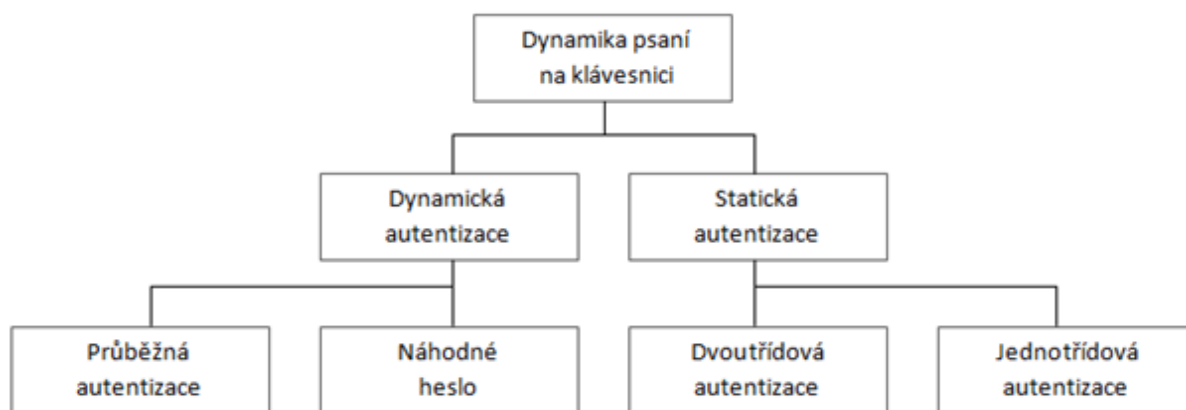 Dynamika psaní
na klávesnici
Dynamická
autentizace
Statická
autentizace
Průběžná
autentizace
Náhodné
heslo
Dvoutřídová
autentizace
Jednotřídová
autentizace